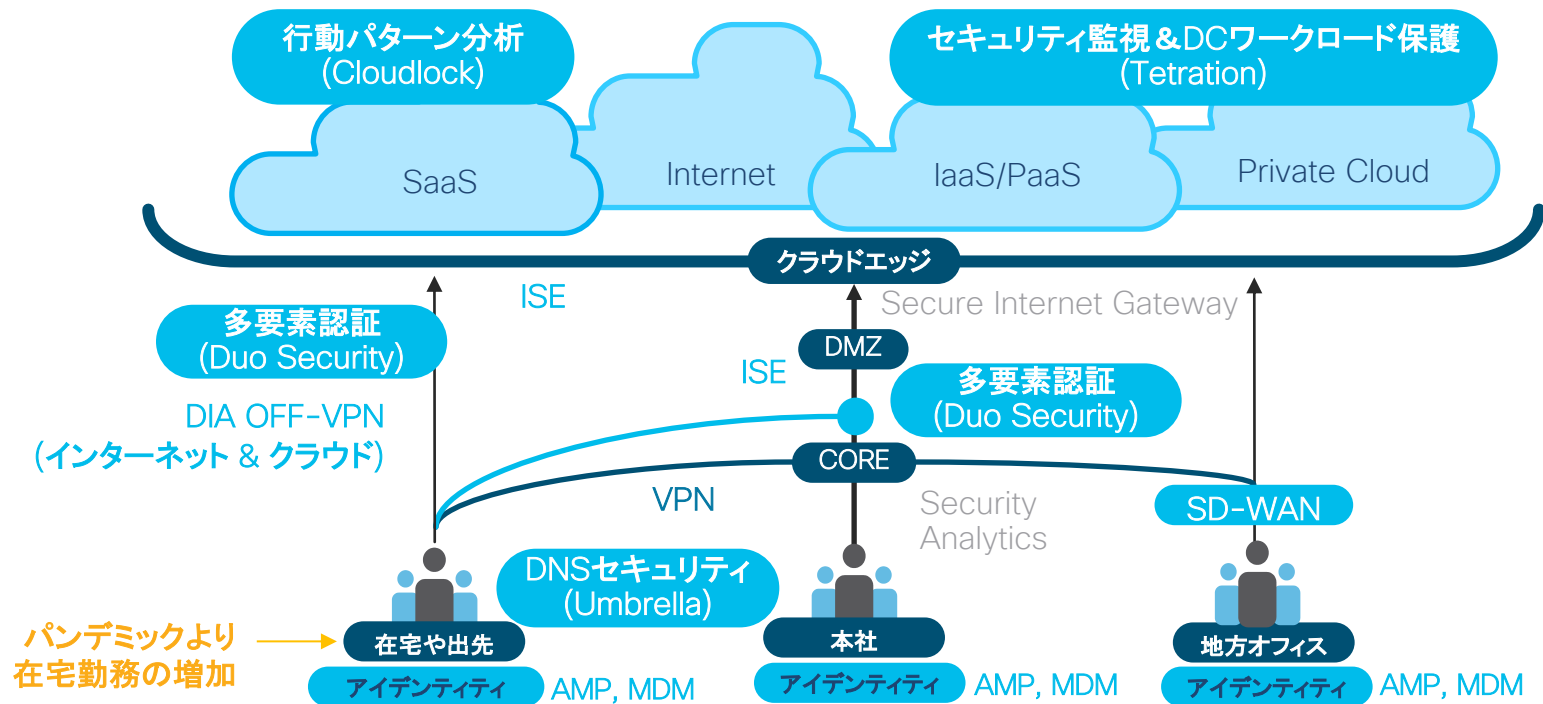 行動パターン分析
(Cloudlock)
セキュリティ監視&DCワークロード保護
(Tetration)
SaaS
Internet
IaaS/PaaS
Private Cloud
クラウドエッジ
ISE
Secure Internet Gateway
多要素認証
(Duo Security)
DMZ
ISE
多要素認証
(Duo Security)
DIA OFF-VPN
(インターネット & クラウド)
CORE
VPN
Security
Analytics
SD-WAN
DNSセキュリティ
(Umbrella)
パンデミックより
在宅勤務の増加
在宅や出先
本社
地方オフィス
アイデンティティ
AMP, MDM
アイデンティティ
AMP, MDM
アイデンティティ
AMP, MDM